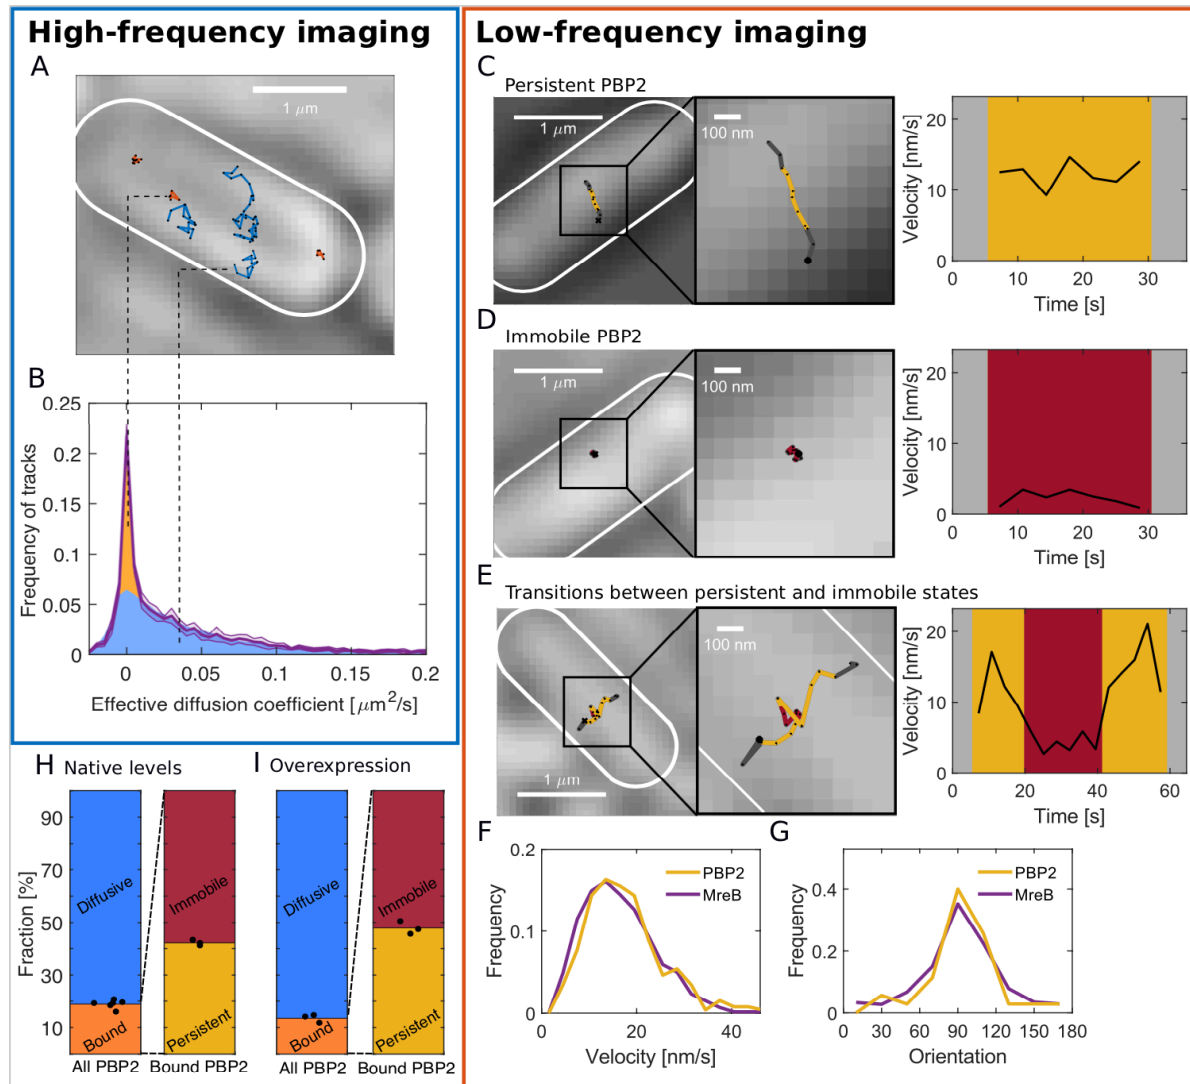 High-frequency imaging
A
1 μm
B
0.25
0.2
0.15
0.1
0.05
0
Frequency of tracks
0
0.05
0.1
0.15
0.2
Effective diffusion coefficient [μm²/s]
Low-frequency imaging
C
Persistent PBP2
1 μm
100 nm
20
10
0
Velocity [nm/s]
0
10
20
30
Time [s]
D
Immobile PBP2
1 μm
100 nm
20
10
0
Velocity [nm/s]
0
10
20
30
Time [s]
E
Transitions between persistent and immobile states
1 μm
100 nm
20
10
0
Velocity [nm/s]
0
20
40
60
Time [s]
F
0.2
0.1
0
Frequency
PBP2
MreB
0
20
40
Velocity [nm/s]
G
0.4
0.2
0
Frequency
PBP2
MreB
0
30
60
90
130
180
Orientation
H Native levels
90
70
50
30
10
Fraction [%]
Diffusive
Bound
Immobile
Persistent
All PBP2 Bound PBP2
I Overexpression
Diffusive
Bound
Immobile
Persistent
All PBP2 Bound PBP2